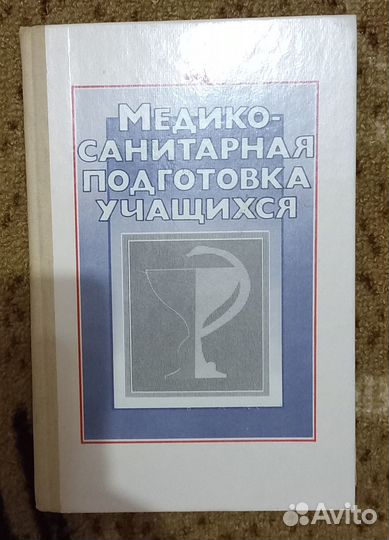 Медико-
санитарная
подготовка
учащихся
Avito